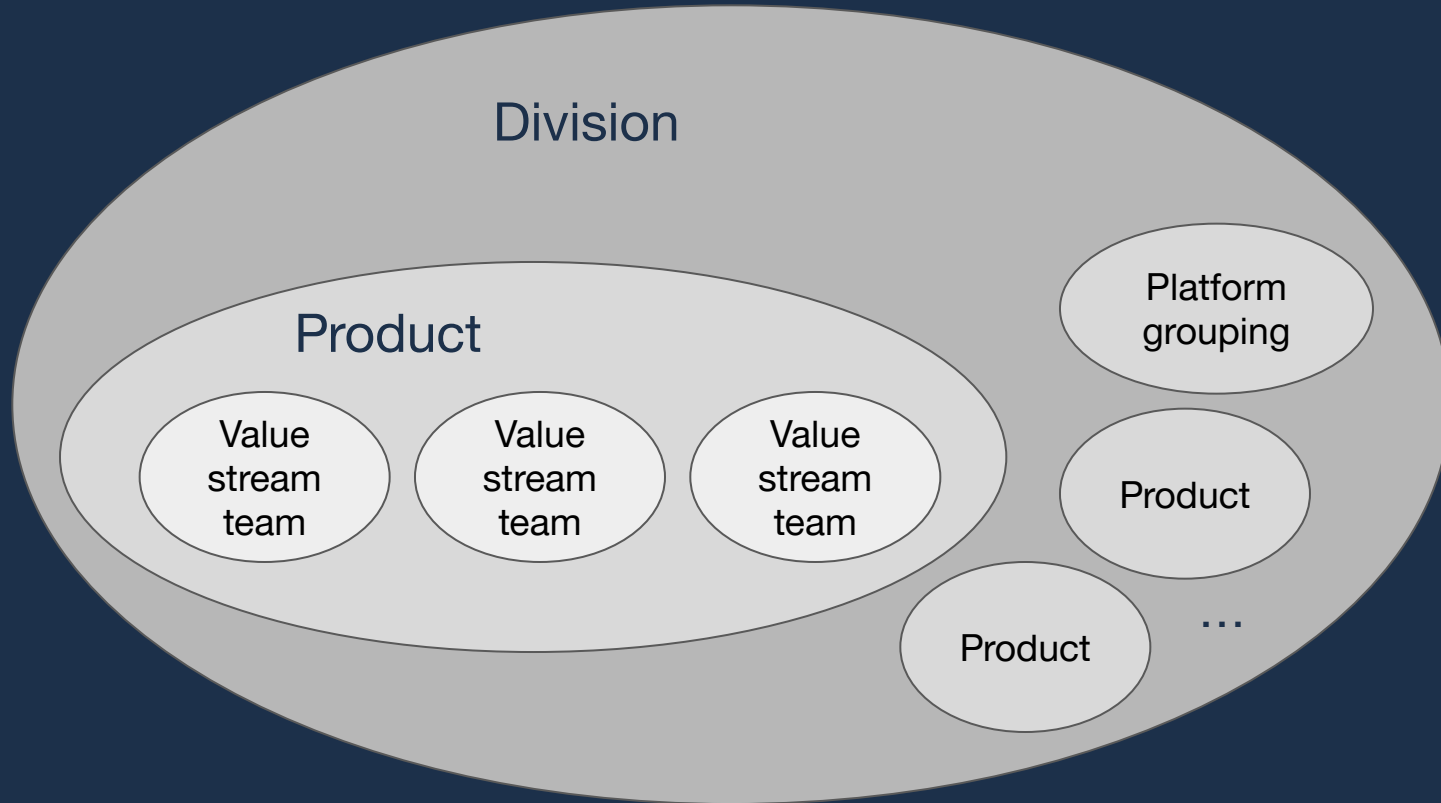 Division
Platform
grouping
Product
Value
stream
team
Value
stream
team
Value
stream
team
Product
...
Product